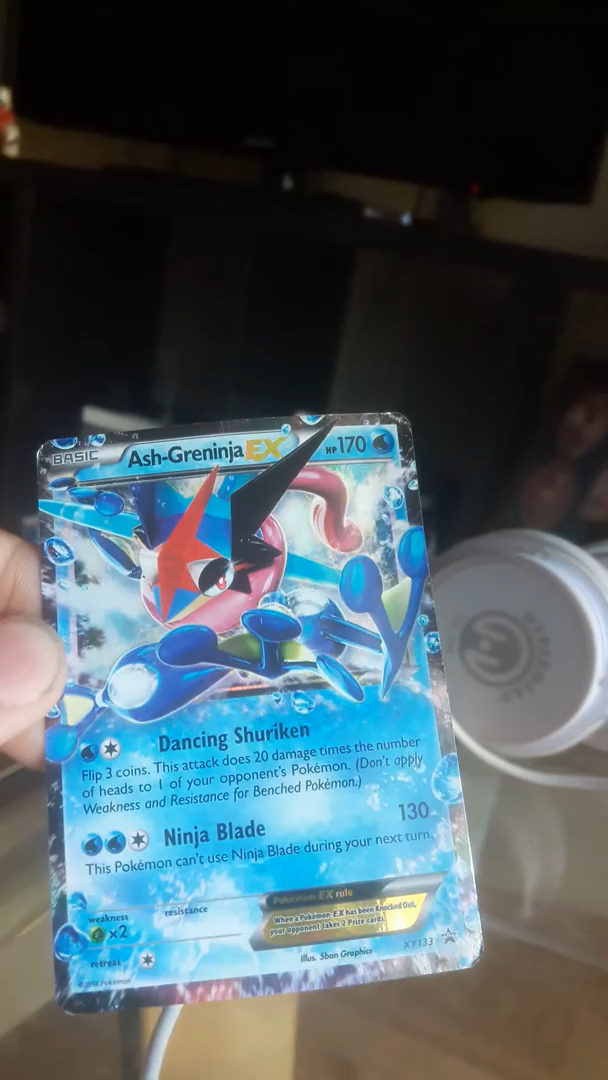 BASIC
Ash-Greninja EX
HP 170
Dancing Shuriken
Flip 3 coins. This attack does 20 damage times the number
of heads to 1 of your opponent's Pokémon. (Don't apply
Weakness and Resistance for Benched Pokémon.)
Ninja Blade 130
This Pokémon can't use Ninja Blade during your next turn.
weakness
×2
resistance
retreat
Pokémon EX rule
When a Pokémon-EX has been Knocked Out,
your opponent takes 2 Prize cards.
©2016 Pokémon
Illus. 5ban Graphics
XY133